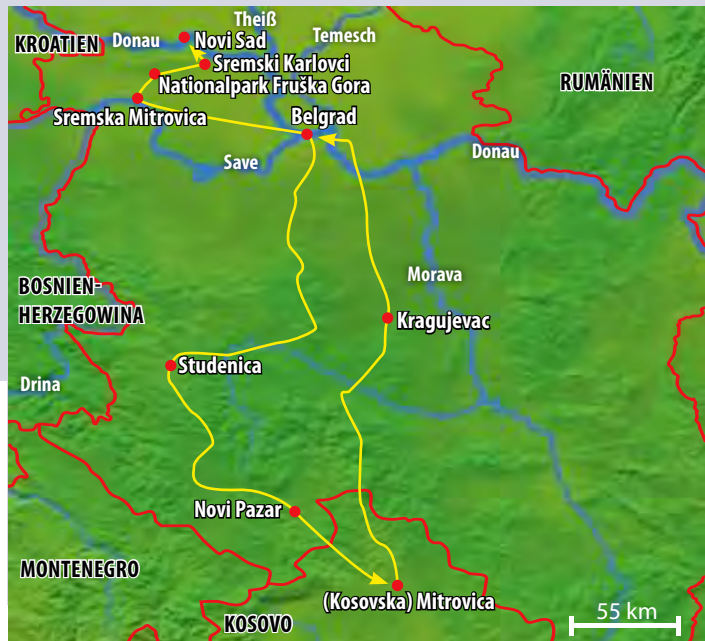 Theiß
KROATIEN
Donau
Novi Sad
Temesch
Sremski Karlovci
Nationalpark Fruška Gora
RUMÄNIEN
Sremska Mitrovica
Belgrad
Save
Donau
BOSNIEN-
HERZEGOWINA
Morava
Kragujevac
Studenica
Drina
Novi Pazar
MONTENEGRO
(Kosovska) Mitrovica
KOSOVO
55 km